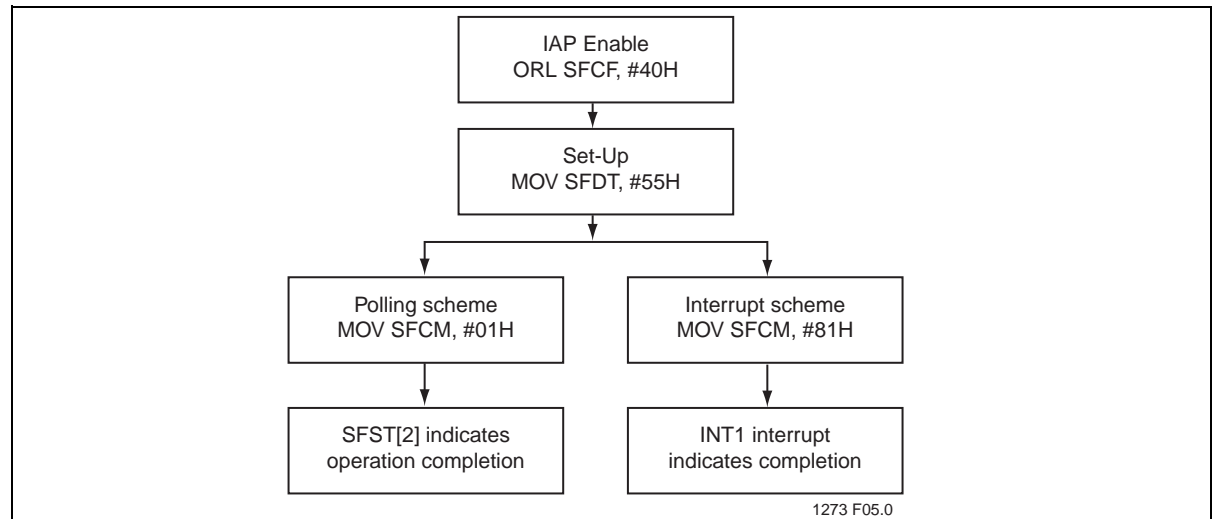 IAP Enable
ORL SFCF, #40H
Set-Up
MOV SFDT, #55H
Polling scheme
MOV SFCM, #01H
Interrupt scheme
MOV SFCM, #81H
SFST[2] indicates
operation completion
INT1 interrupt
indicates completion
1273 F05.0